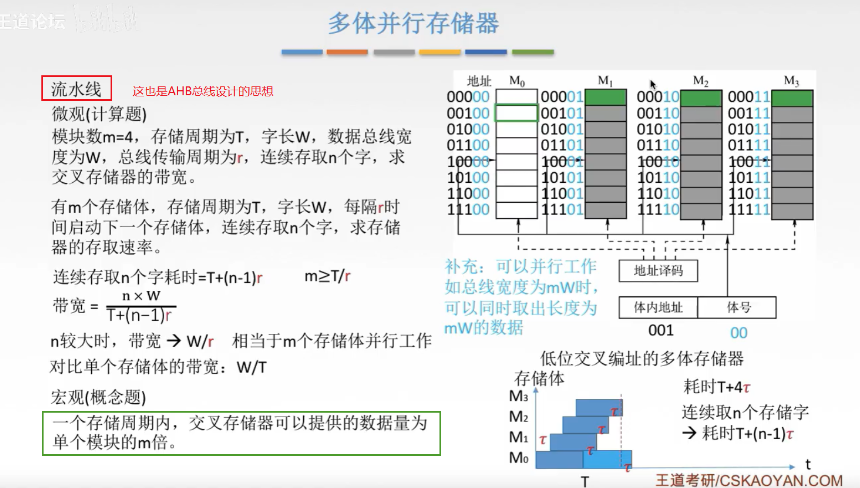 王道论坛
多体并行存储器
流水线
这也是AHB总线设计的思想
微观(计算题)
模块数m=4，存储周期为T，字长W，数据总线宽
度为W，总线传输周期为r，连续存取n个字，求
交叉存储器的带宽。
有m个存储体，存储周期为T，字长W，每隔r时
间启动下一个存储体，连续存取n个字，求存储
器的存取速率。
连续存取n个字耗时=T+(n-1)r m≥T/r
带宽 = n × W / T+(n−1)r
n较大时，带宽 → W/r 相当于m个存储体并行工作
对比单个存储体的带宽：W/T
宏观(概念题)
一个存储周期内，交叉存储器可以提供的数据量为
单个模块的m倍。
地址 M0 M1 M2 M3
00000 00001 00010 00011
00100 00101 00110 00111
01000 01001 01010 01011
01100 01101 01110 01111
10000 10001 10010 10011
10100 10101 10110 10111
11000 11001 11010 11011
11100 11101 11110 11111
补充：可以并行工作
如总线宽度为mW时，
可以同时取出长度为
mW的数据
地址译码
体内地址 体号
001 00
低位交叉编址的多体存储器
存储体
M3
M2
M1
M0
τ
τ
τ
τ
τ
T
t
耗时T+4τ
连续取n个存储字
→ 耗时T+(n-1)τ
王道考研/CSKAOYAN.COM